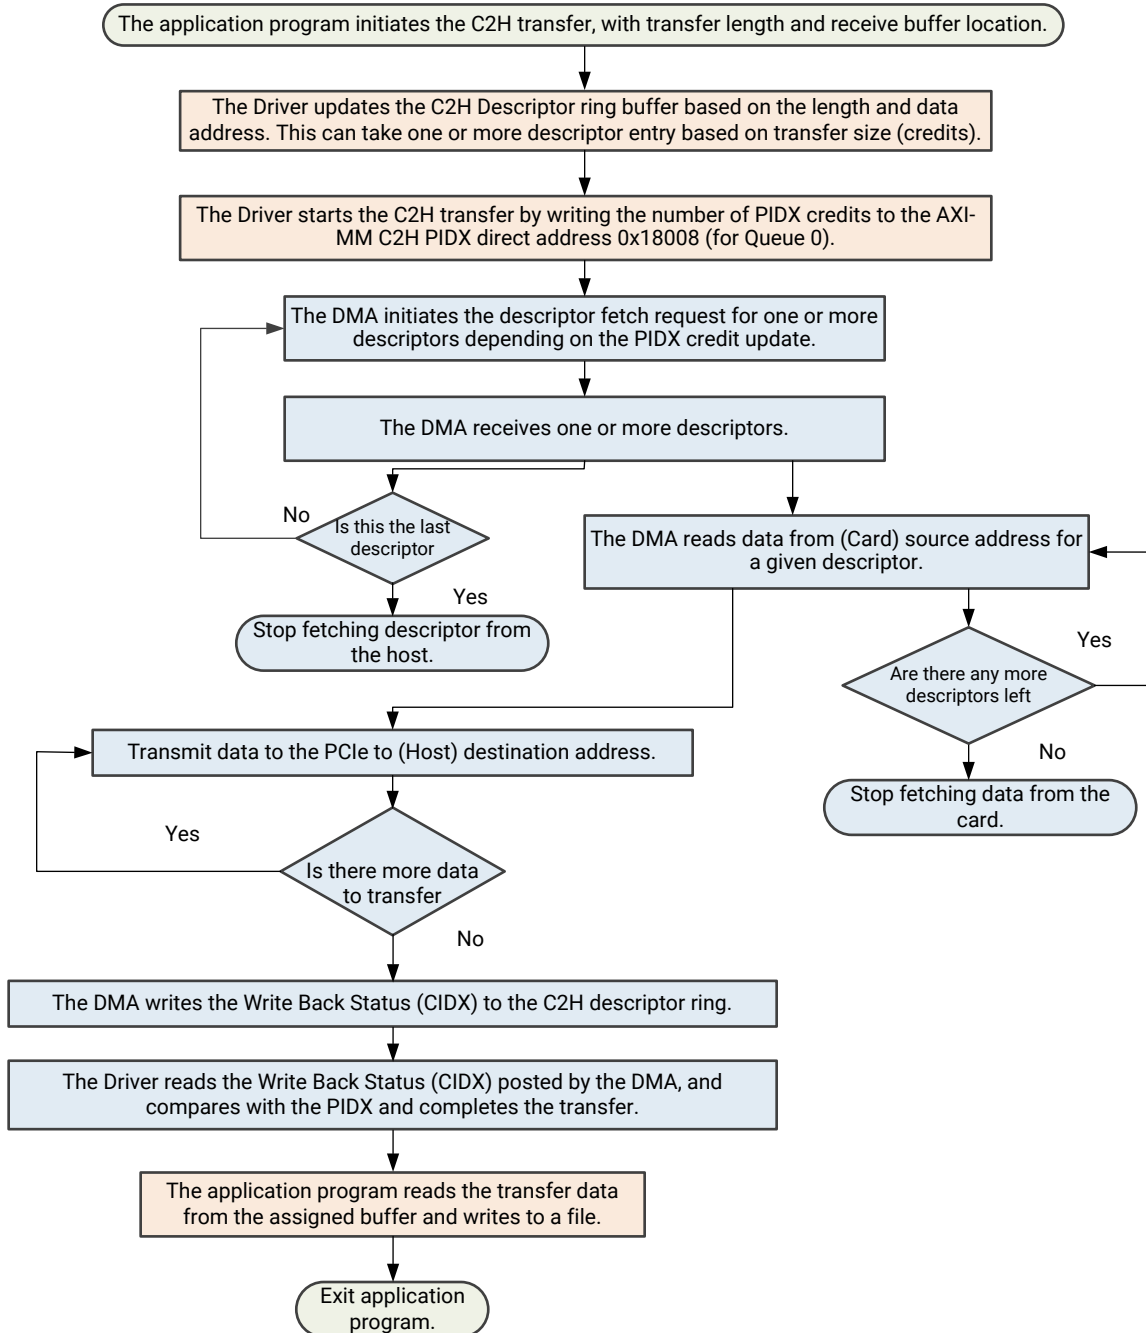 The application program initiates the C2H transfer, with transfer length and receive buffer location.
The Driver updates the C2H Descriptor ring buffer based on the length and data
address. This can take one or more descriptor entry based on transfer size (credits).
The Driver starts the C2H transfer by writing the number of PIDX credits to the AXI-
MM C2H PIDX direct address 0x18008 (for Queue 0).
The DMA initiates the descriptor fetch request for one or more
descriptors depending on the PIDX credit update.
The DMA receives one or more descriptors.
No
Is this the last
descriptor
Yes
Stop fetching descriptor from
the host.
The DMA reads data from (Card) source address for
a given descriptor.
Yes
Are there any more
descriptors left
No
Stop fetching data from the
card.
Transmit data to the PCIe to (Host) destination address.
Yes
Is there more data
to transfer
No
The DMA writes the Write Back Status (CIDX) to the C2H descriptor ring.
The Driver reads the Write Back Status (CIDX) posted by the DMA, and
compares with the PIDX and completes the transfer.
The application program reads the transfer data
from the assigned buffer and writes to a file.
Exit application
program.